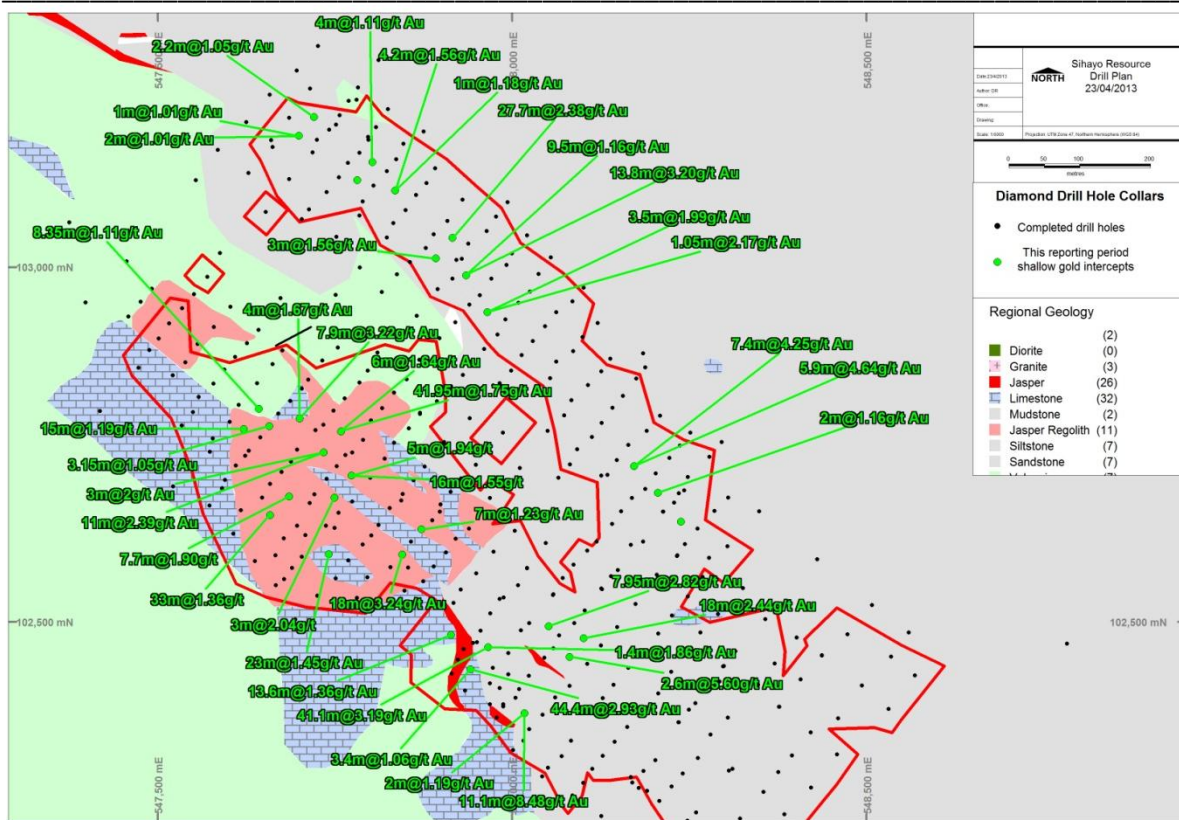 4m@1.11g/t Au
2.2m@1.05g/t Au
4.2m@1.56g/t Au
1m@1.18g/t Au
1m@1.01g/t Au
27.7m@2.38g/t Au
2m@1.01g/t Au
9.5m@1.16g/t Au
13.8m@3.20g/t Au
3.5m@1.99g/t Au
8.35m@1.11g/t Au
3m@1.56g/t Au
1.05m@2.17g/t Au
103,000 mN
4m@1.67g/t Au
7.9m@3.22g/t Au
7.4m@4.25g/t Au
6m@1.64g/t Au
5.9m@4.64g/t Au
41.95m@1.75g/t Au
2m@1.16g/t Au
15m@1.19g/t Au
5m@1.94g/t
3.15m@1.05g/t Au
16m@1.55g/t
3m@2g/t Au
7m@1.23g/t Au
11m@2.39g/t Au
7.7m@1.90g/t
7.95m@2.82g/t Au
33m@1.36g/t
18m@3.24g/t Au
18m@2.44g/t Au
102,500 mN
102,500 mN
3m@2.04g/t
1.4m@1.86g/t Au
23m@1.45g/t Au
2.6m@5.60g/t Au
13.6m@1.36g/t Au
44.4m@2.93g/t Au
41.1m@3.19g/t Au
3.4m@1.06g/t Au
2m@1.19g/t Au
11.1m@8.48g/t Au
548,500 mE
547,500 mE
548,500 mE
Date:23/04/2013
Office:
Drawing:
NORTH
Sihayo Resource
Drill Plan
23/04/2013
0 50 100 200
metres
Diamond Drill Hole Collars
Completed drill holes
This reporting period
shallow gold intercepts
Regional Geology
(2)
Diorite (0)
Granite (3)
Jasper (26)
Limestone (32)
Mudstone (2)
Jasper Regolith (11)
Siltstone (7)
Sandstone (7)